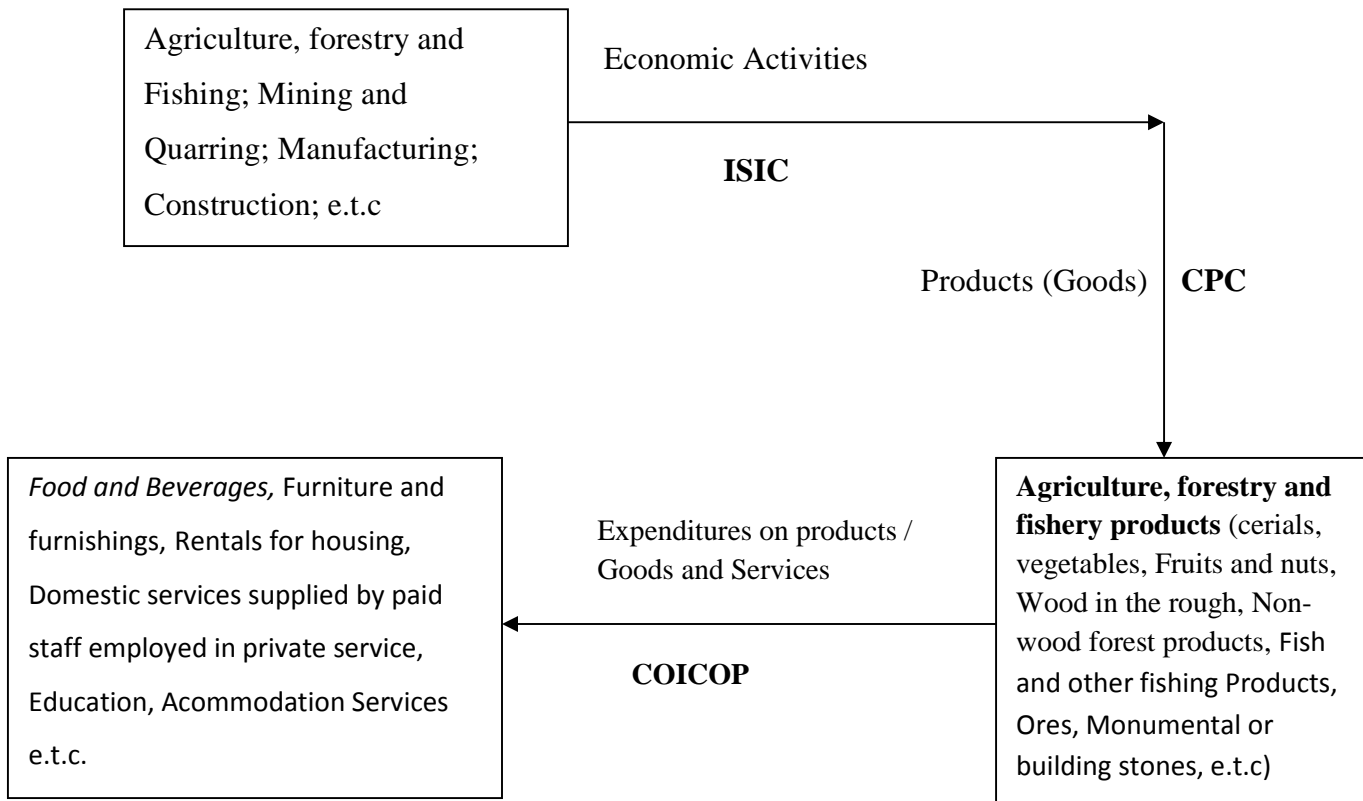 Agriculture, forestry and
Fishing; Mining and
Quarring; Manufacturing;
Construction; e.t.c
Economic Activities
ISIC
Products (Goods) CPC
Food and Beverages, Furniture and
furnishings, Rentals for housing,
Domestic services supplied by paid
staff employed in private service,
Education, Acommodation Services
e.t.c.
Expenditures on products /
Goods and Services
COICOP
Agriculture, forestry and
fishery products (cerials,
vegetables, Fruits and nuts,
Wood in the rough, Non-
wood forest products, Fish
and other fishing Products,
Ores, Monumental or
building stones, e.t.c)